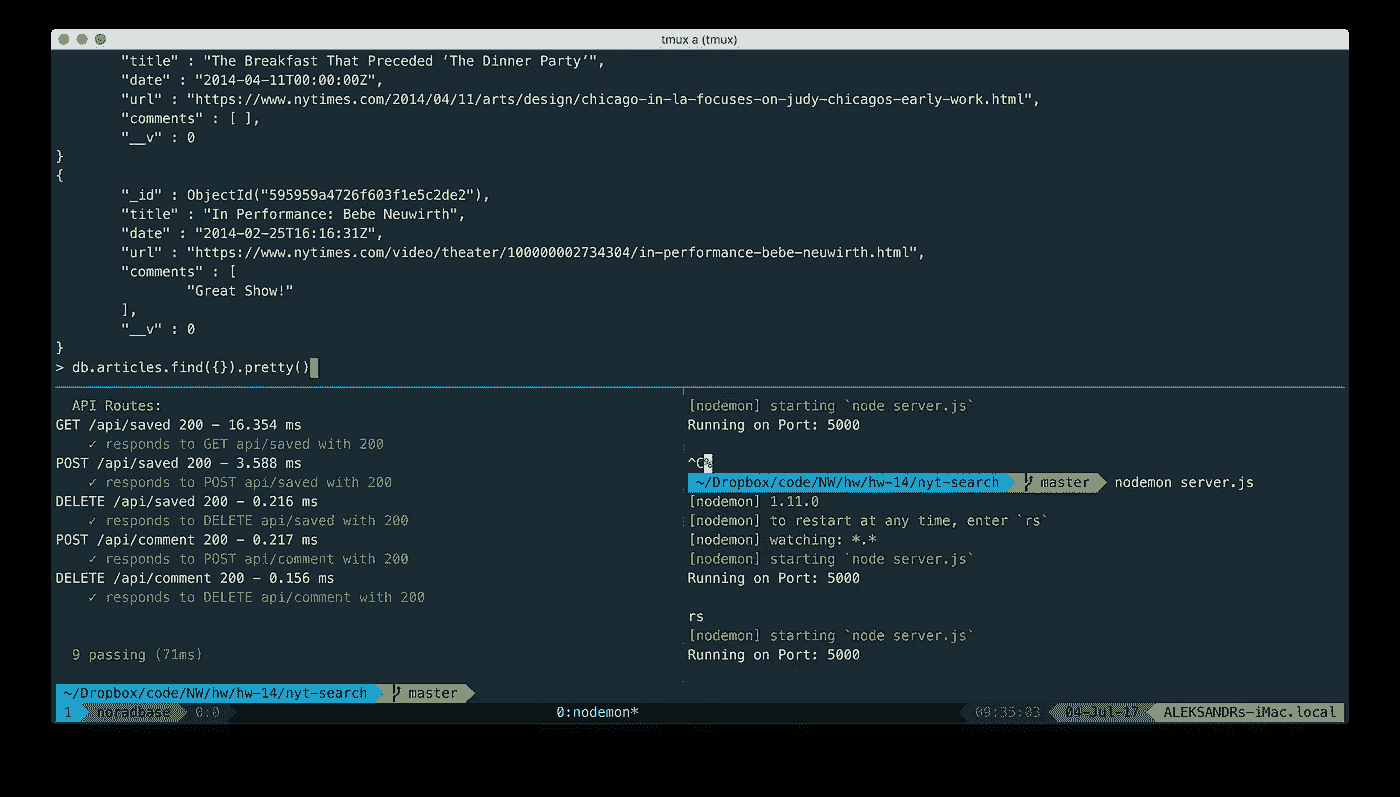 tmux a (tmux)
"title" : "The Breakfast That Preceded ‘The Dinner Party’",
"date" : "2014-04-11T00:00:00Z",
"url" : "https://www.nytimes.com/2014/04/11/arts/design/chicago-in-la-focuses-on-judy-chicagos-early-work.html",
"comments" : [ ],
"__v" : 0
}
{
"_id" : ObjectId("595959a4726f603f1e5c2de2"),
"title" : "In Performance: Bebe Neuwirth",
"date" : "2014-02-25T16:16:31Z",
"url" : "https://www.nytimes.com/video/theater/100000002734304/in-performance-bebe-neuwirth.html",
"comments" : [
"Great Show!"
],
"__v" : 0
}
> db.articles.find({}).pretty()
API Routes:
GET /api/saved 200 - 16.354 ms
✓ responds to GET api/saved with 200
POST /api/saved 200 - 3.588 ms
✓ responds to POST api/saved with 200
DELETE /api/saved 200 - 0.216 ms
✓ responds to DELETE api/saved with 200
POST /api/comment 200 - 0.217 ms
✓ responds to POST api/comment with 200
DELETE /api/comment 200 - 0.156 ms
✓ responds to DELETE api/comment with 200
9 passing (71ms)
~/Dropbox/code/NW/hw/hw-14/nyt-search master
[nodemon] starting `node server.js`
Running on Port: 5000
^C%
~/Dropbox/code/NW/hw/hw-14/nyt-search master nodemon server.js
[nodemon] 1.11.0
[nodemon] to restart at any time, enter `rs`
[nodemon] watching: *.*
[nodemon] starting `node server.js`
Running on Port: 5000
rs
[nodemon] starting `node server.js`
Running on Port: 5000
1 noradbase 0:0 0:nodemon* 09:35:03 04-Jul-17 ALEKSANDRs-iMac.local